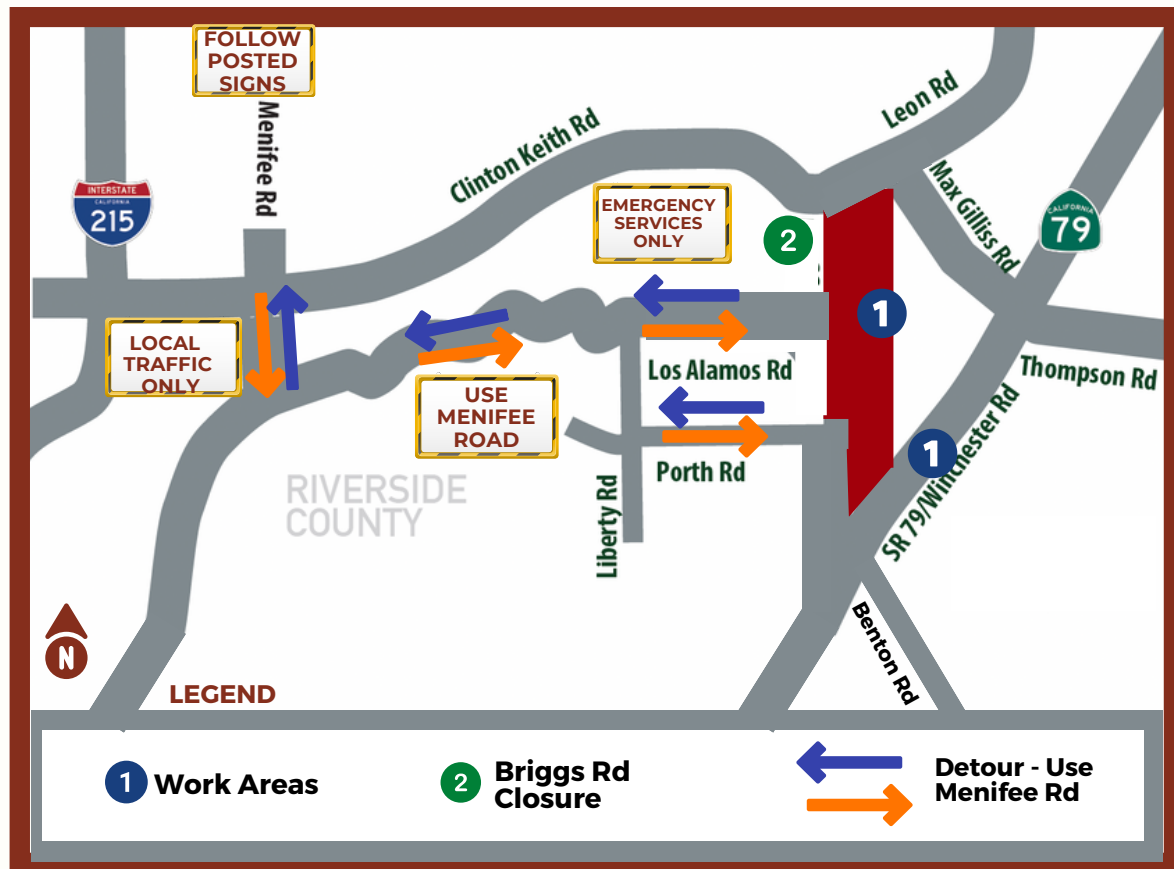 FOLLOW
POSTED
SIGNS
Menifee Rd
INTERSTATE
CALIFORNIA
215
Clinton Keith Rd
Leon Rd
Max Gilliss Rd
CALIFORNIA
79
EMERGENCY
SERVICES
ONLY
2
1
LOCAL
TRAFFIC
ONLY
USE
MENIFEE
ROAD
Los Alamos Rd
Thompson Rd
Porth Rd
1
SR 79/Winchester Rd
Liberty Rd
RIVERSIDE
COUNTY
Benton Rd
N
LEGEND
1 Work Areas
2 Briggs Rd
Closure
Detour - Use
Menifee Rd